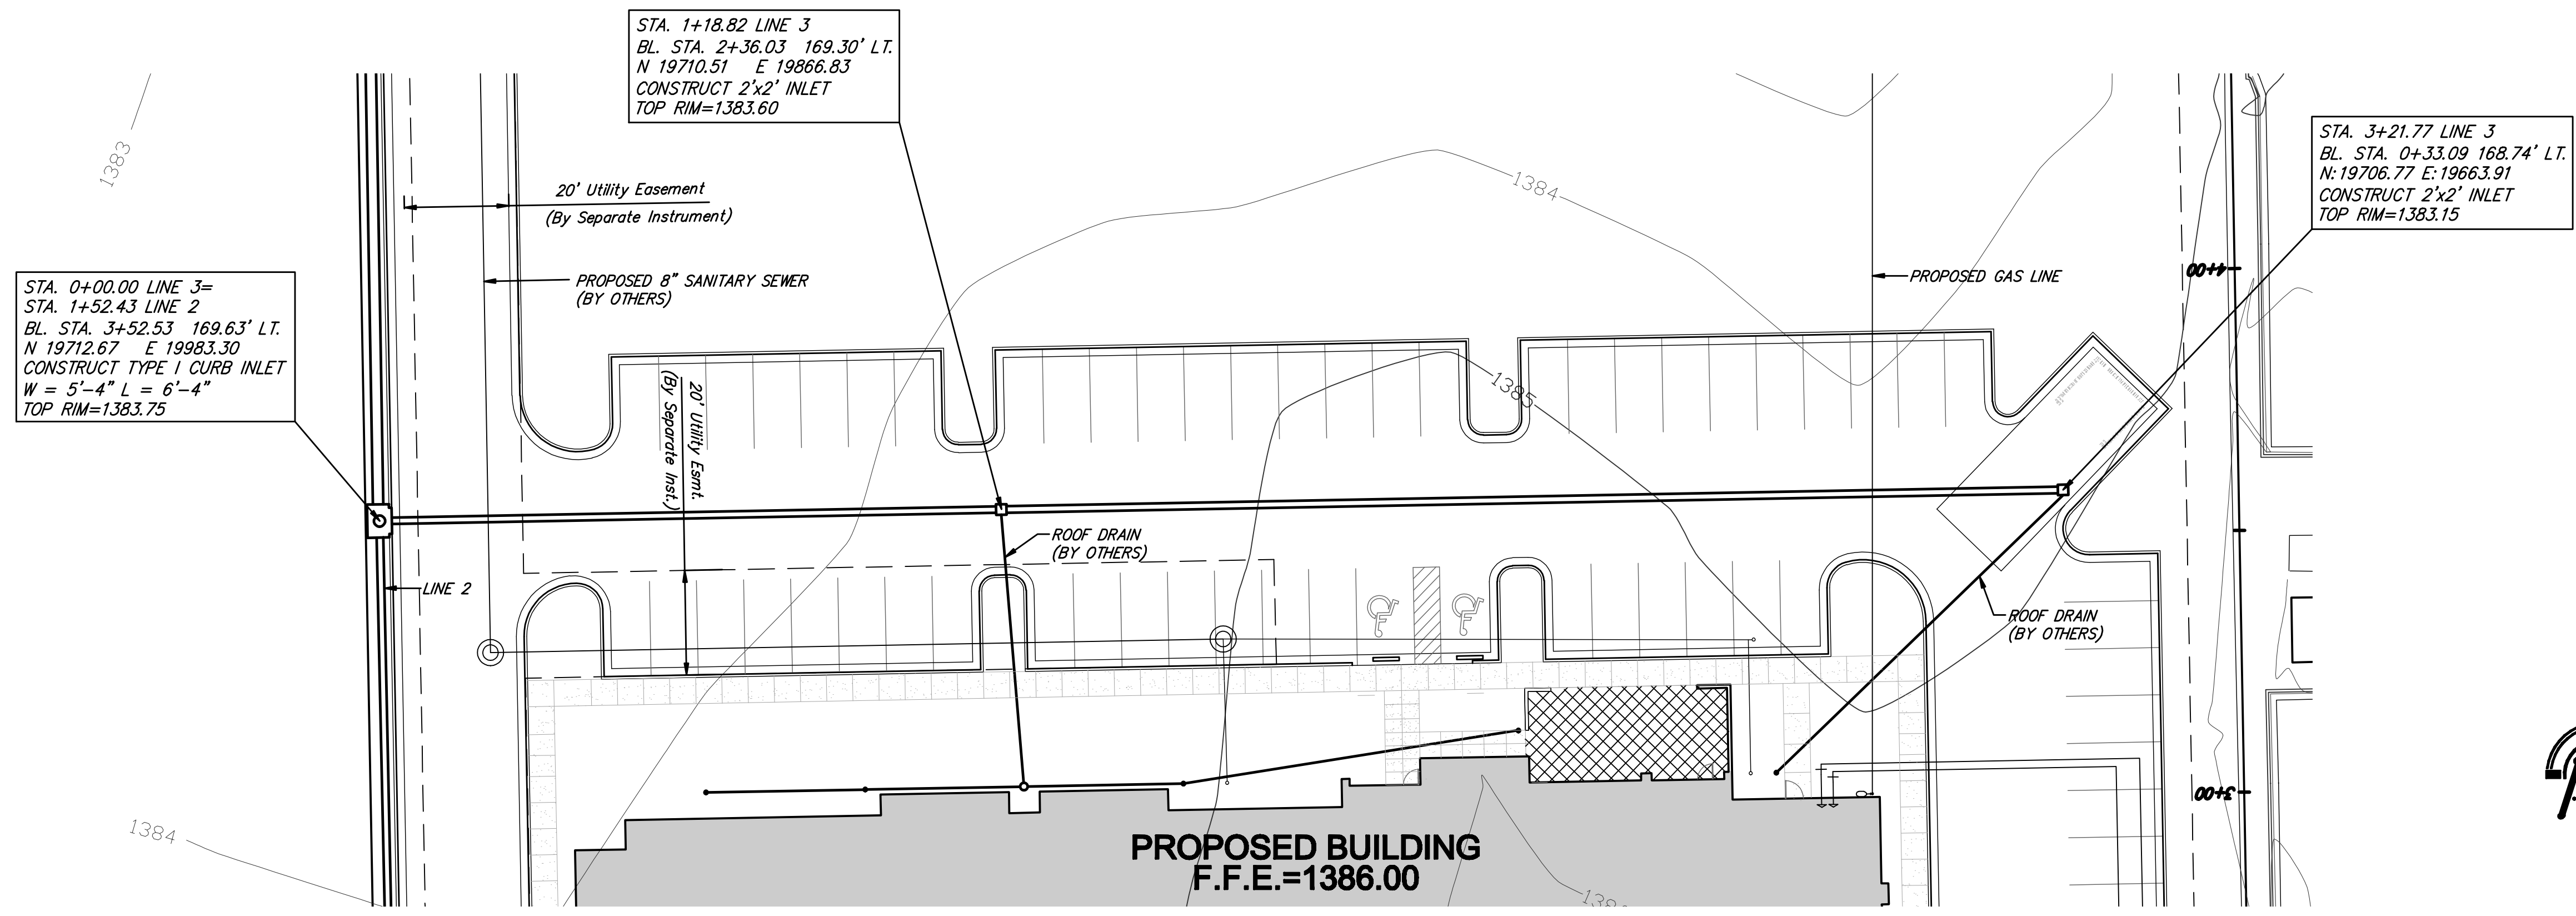 STA. 1+18.82 LINE 3
BL. STA. 2+36.03 169.30' LT.
N 19710.51 E 19866.83
CONSTRUCT 2'x2' INLET
TOP RIM=1383.60
STA. 3+21.77 LINE 3
BL. STA. 0+33.09 168.74' LT.
N:19706.77 E:19663.91
CONSTRUCT 2'x2' INLET
TOP RIM=1383.15
1383
20' Utility Easement
(By Separate Instrument)
1384
PROPOSED 8" SANITARY SEWER
(BY OTHERS)
PROPOSED GAS LINE
4+00
STA. 0+00.00 LINE 3=
STA. 1+52.43 LINE 2
BL. STA. 3+52.53 169.63' LT.
N 19712.67 E 19983.30
CONSTRUCT TYPE I CURB INLET
W = 5'-4" L = 6'-4"
TOP RIM=1383.75
20' Utility Esmt.
(By Separate Inst.)
1385
ROOF DRAIN
(BY OTHERS)
LINE 2
ROOF DRAIN
(BY OTHERS)
3+00
1384
PROPOSED BUILDING
F.F.E.=1386.00